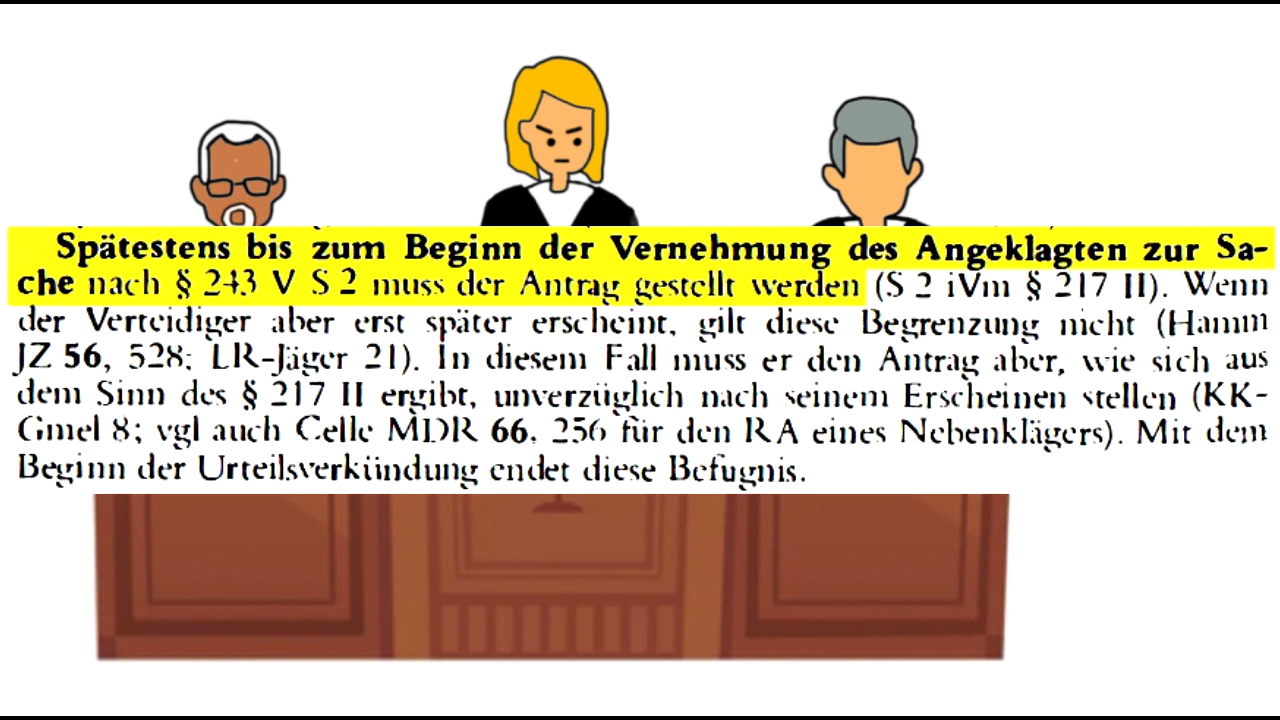 Spätestens bis zum Beginn der Vernehmung des Angeklagten zur Sa-
che nach § 243 V S 2 muss der Antrag gestellt werden (S 2 iVm § 217 II). Wenn
der Verteidiger aber erst später erscheint, gilt diese Begrenzung nicht (Hamm
JZ 56, 528; LR-Jäger 21). In diesem Fall muss er den Antrag aber, wie sich aus
dem Sinn des § 217 II ergibt, unverzüglich nach seinem Erscheinen stellen (KK-
Gmel 8; vgl auch Celle MDR 66, 256 für den RA eines Nebenklägers). Mit dem
Beginn der Urteilsverkündung endet diese Befugnis.